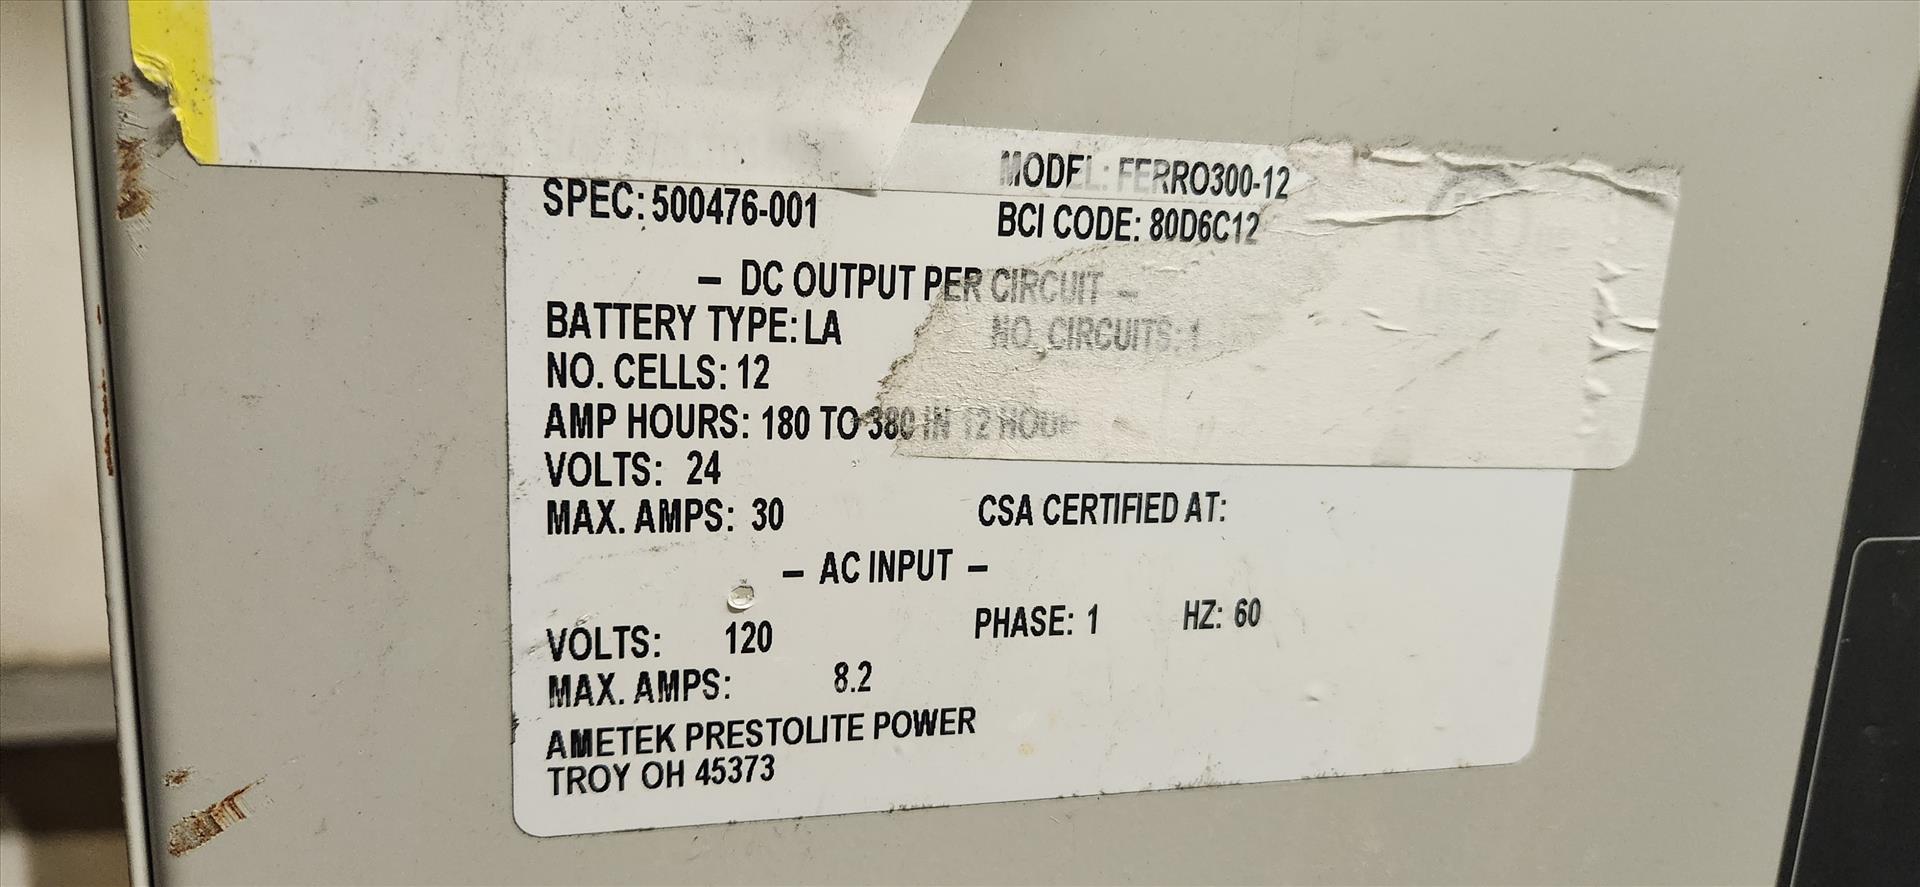 MODEL: FERRO300-12
SPEC: 500476-001
BCI CODE: 80D6C12
– DC OUTPUT PER CIRCUIT –
BATTERY TYPE: LA
NO. CIRCUITS: 1
NO. CELLS: 12
AMP HOURS: 180 TO 380 IN 12 HOUR
VOLTS: 24
MAX. AMPS: 30
CSA CERTIFIED AT:
– AC INPUT –
VOLTS: 120 PHASE: 1 HZ: 60
MAX. AMPS: 8.2
AMETEK PRESTOLITE POWER
TROY OH 45373